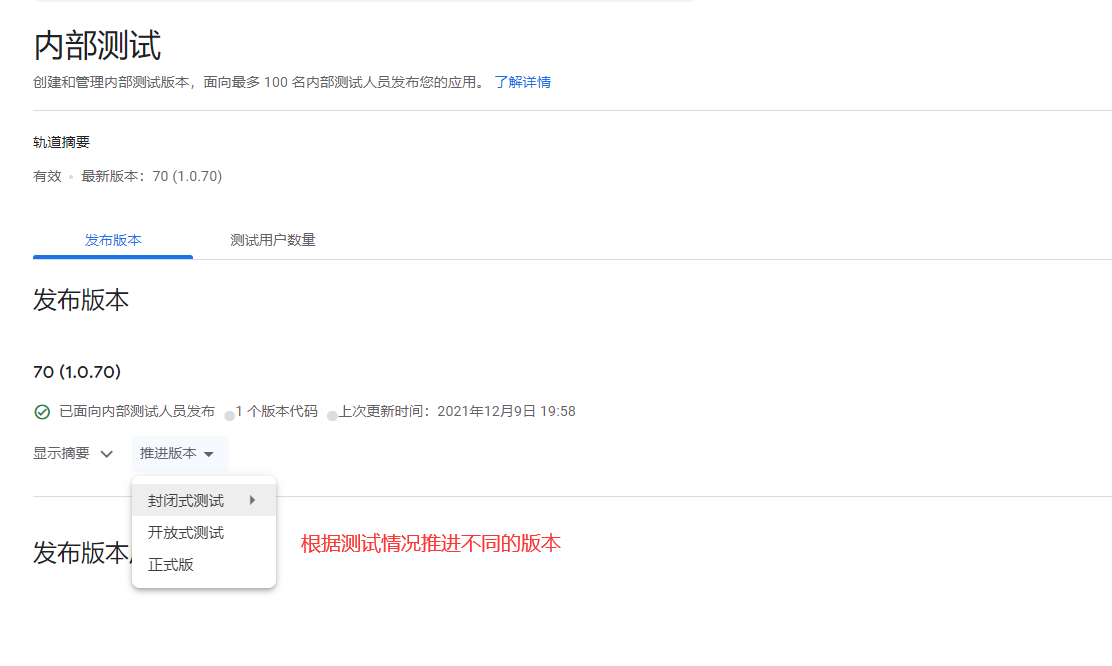 内部测试
创建和管理内部测试版本，面向最多 100 名内部测试人员发布您的应用。 了解详情
轨道摘要
有效 • 最新版本：70 (1.0.70)
发布版本 测试用户数量
发布版本
70 (1.0.70)
已面向内部测试人员发布 1 个版本代码 上次更新时间：2021年12月9日 19:58
显示摘要 推进版本
封闭式测试
开放式测试
正式版
发布版本
根据测试情况推进不同的版本